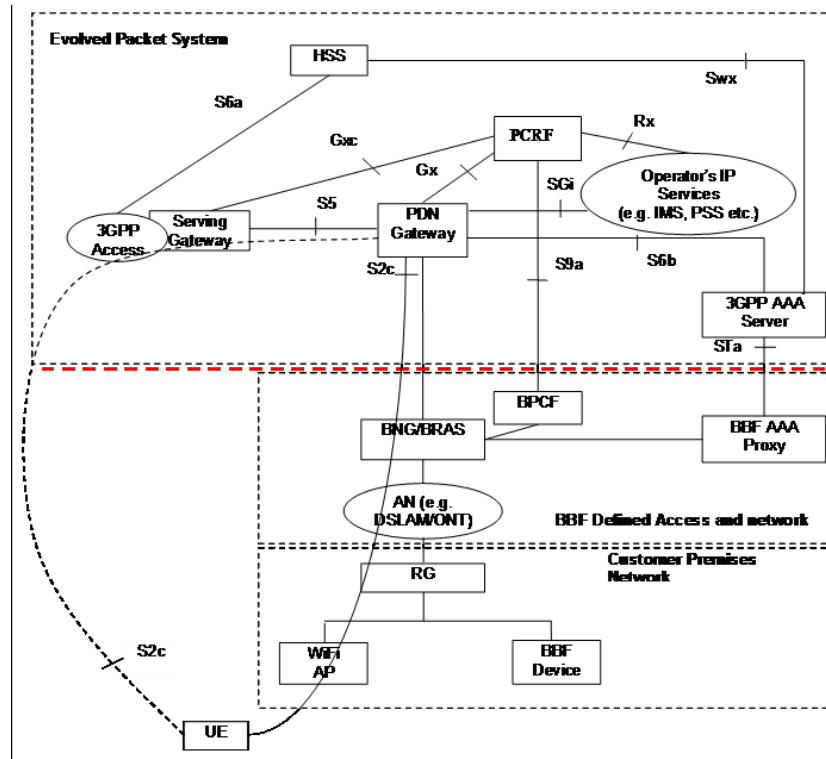 Evolved Packet System
HSS
Swx
S6a
PCRF
Rx
Gxc
Gx
SGi
Operator's IP
Services
(e.g. IMS, PSS etc.)
S5
Serving
Gateway
PDN
Gateway
3GPP
Access
S2c
S9a
S6b
3GPP AAA
Server
STa
BPCF
BNG/BRAS
BBF AAA
Proxy
AN (e.g.
DSLAM/ONT)
BBF Defined Access and network
Customer Premises
Network
RG
S2c
WiFi
AP
BBF
Device
UE